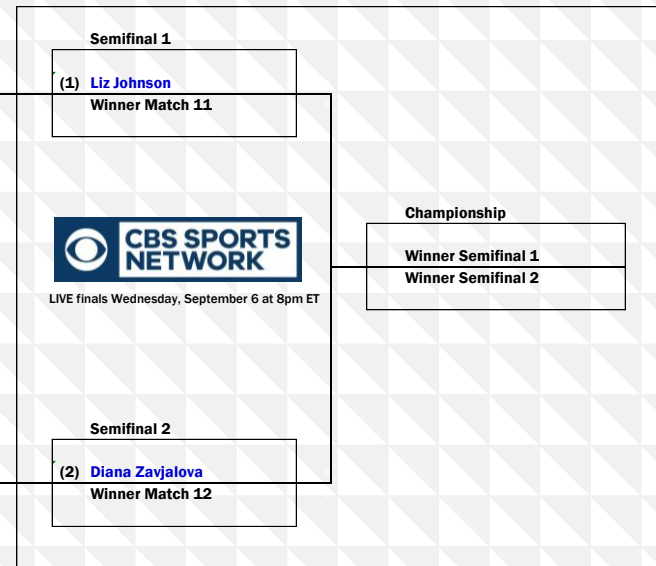 Semifinal 1
(1) Liz Johnson
Winner Match 11
CBS SPORTS
NETWORK
LIVE finals Wednesday, September 6 at 8pm ET
Championship
Winner Semifinal 1
Winner Semifinal 2
Semifinal 2
(2) Diana Zavjalova
Winner Match 12